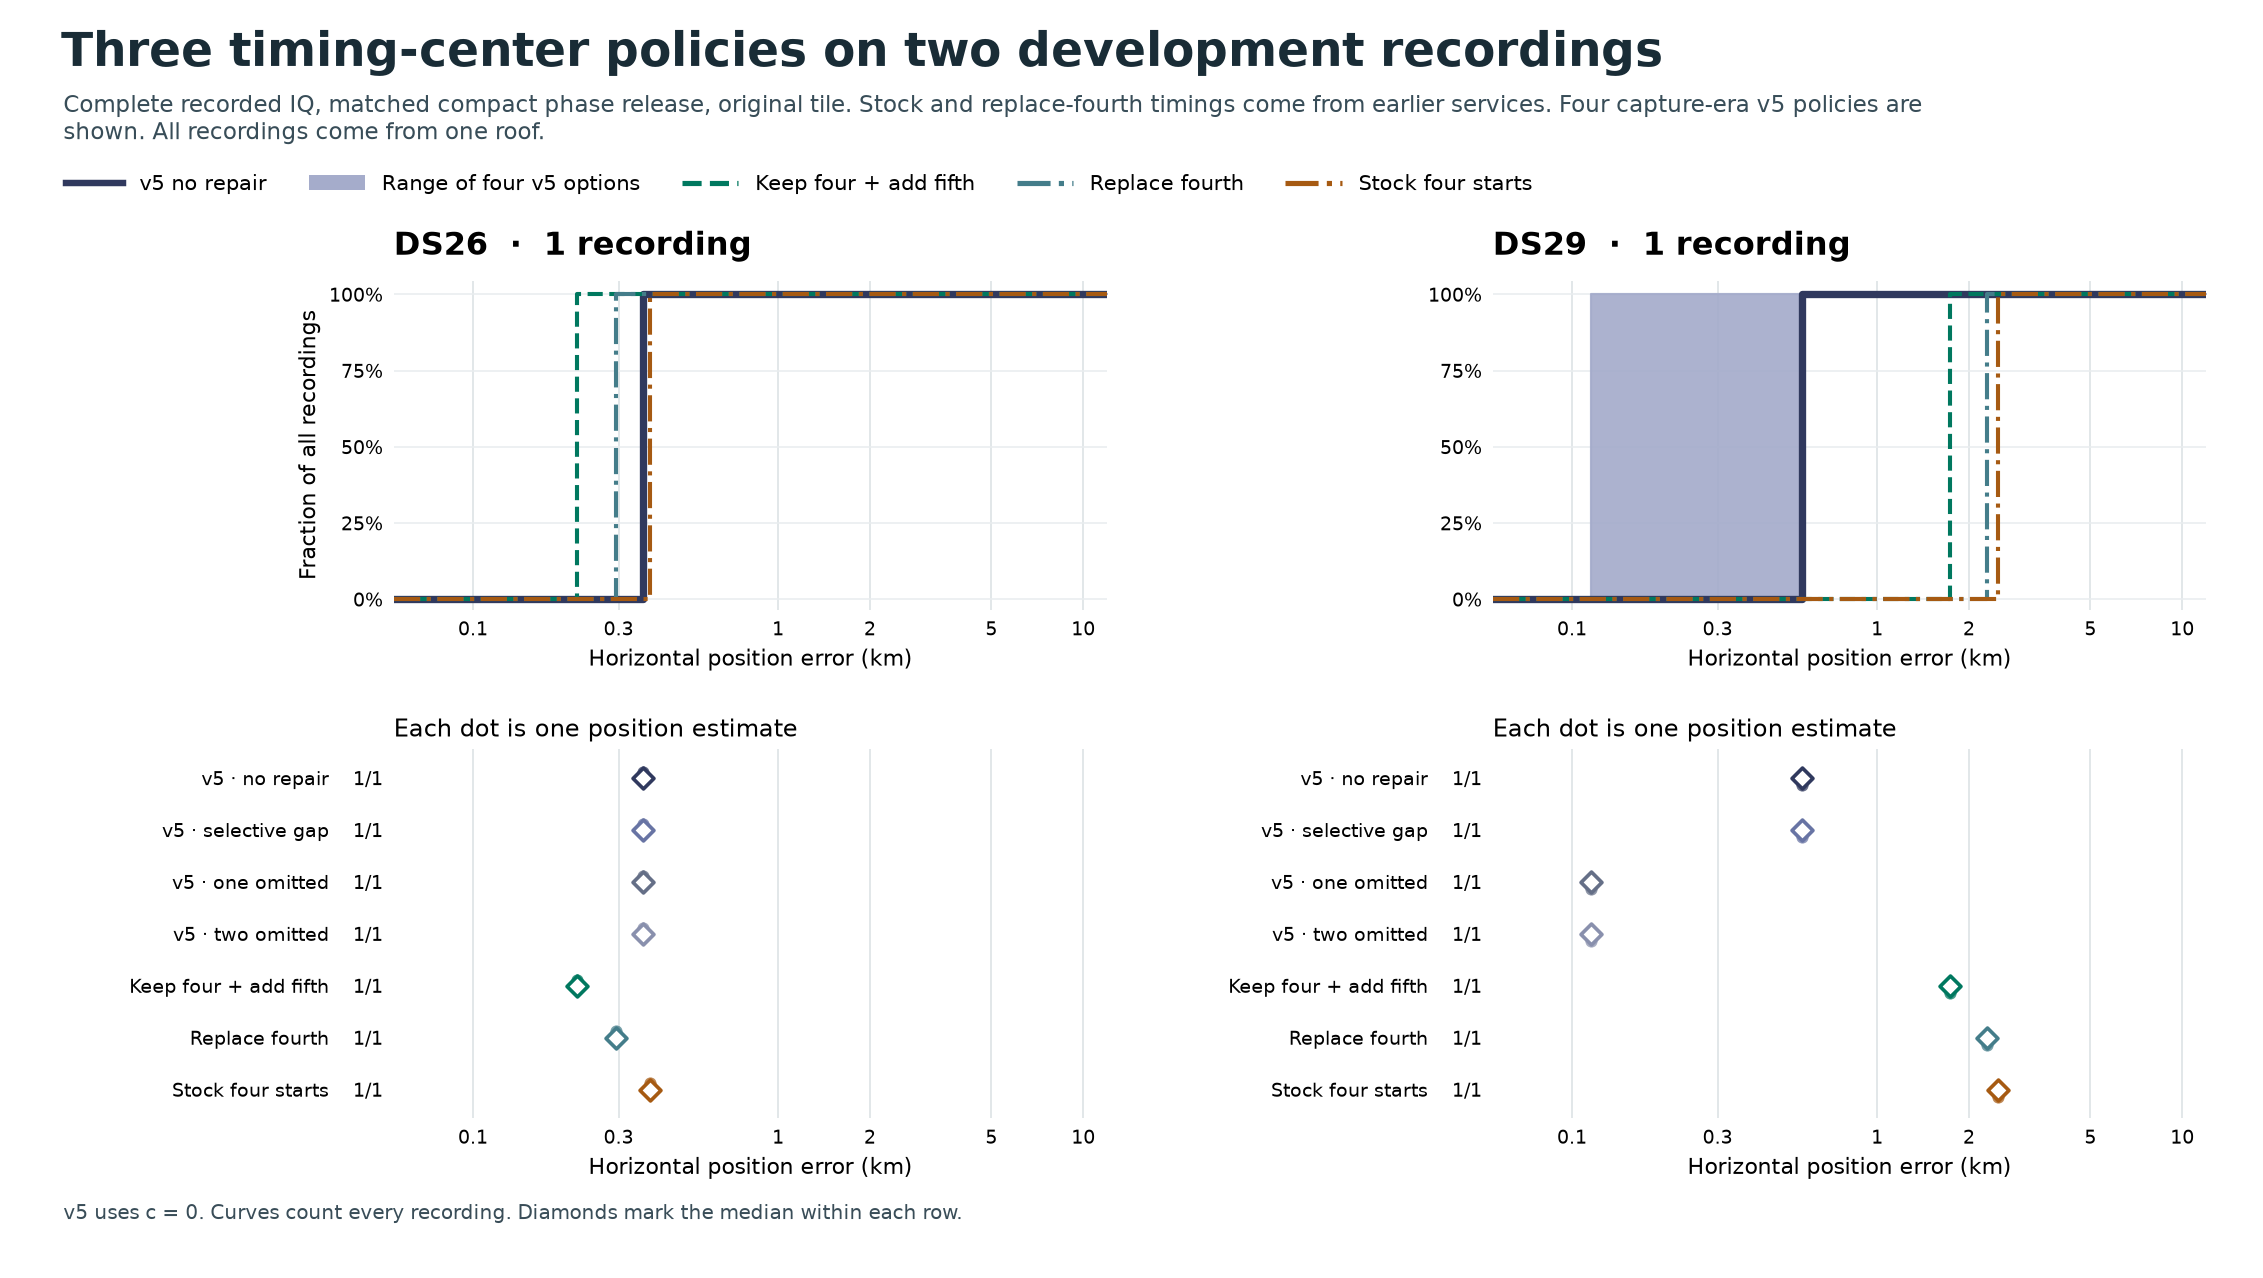 Three timing-center policies on two development recordings
Complete recorded IQ, matched compact phase release, original tile. Stock and replace-fourth timings come from earlier services. Four capture-era v5 policies are
shown. All recordings come from one roof.
v5 no repair
Range of four v5 options
Keep four + add fifth
Replace fourth
Stock four starts
DS26 · 1 recording
Fraction of all recordings
100%
75%
50%
25%
0%
0.1 0.3 1 2 5 10
Horizontal position error (km)
DS29 · 1 recording
100%
75%
50%
25%
0%
0.1 0.3 1 2 5 10
Horizontal position error (km)
Each dot is one position estimate
v5 · no repair 1/1
v5 · selective gap 1/1
v5 · one omitted 1/1
v5 · two omitted 1/1
Keep four + add fifth 1/1
Replace fourth 1/1
Stock four starts 1/1
0.1 0.3 1 2 5 10
Horizontal position error (km)
Each dot is one position estimate
v5 · no repair 1/1
v5 · selective gap 1/1
v5 · one omitted 1/1
v5 · two omitted 1/1
Keep four + add fifth 1/1
Replace fourth 1/1
Stock four starts 1/1
0.1 0.3 1 2 5 10
Horizontal position error (km)
v5 uses c = 0. Curves count every recording. Diamonds mark the median within each row.